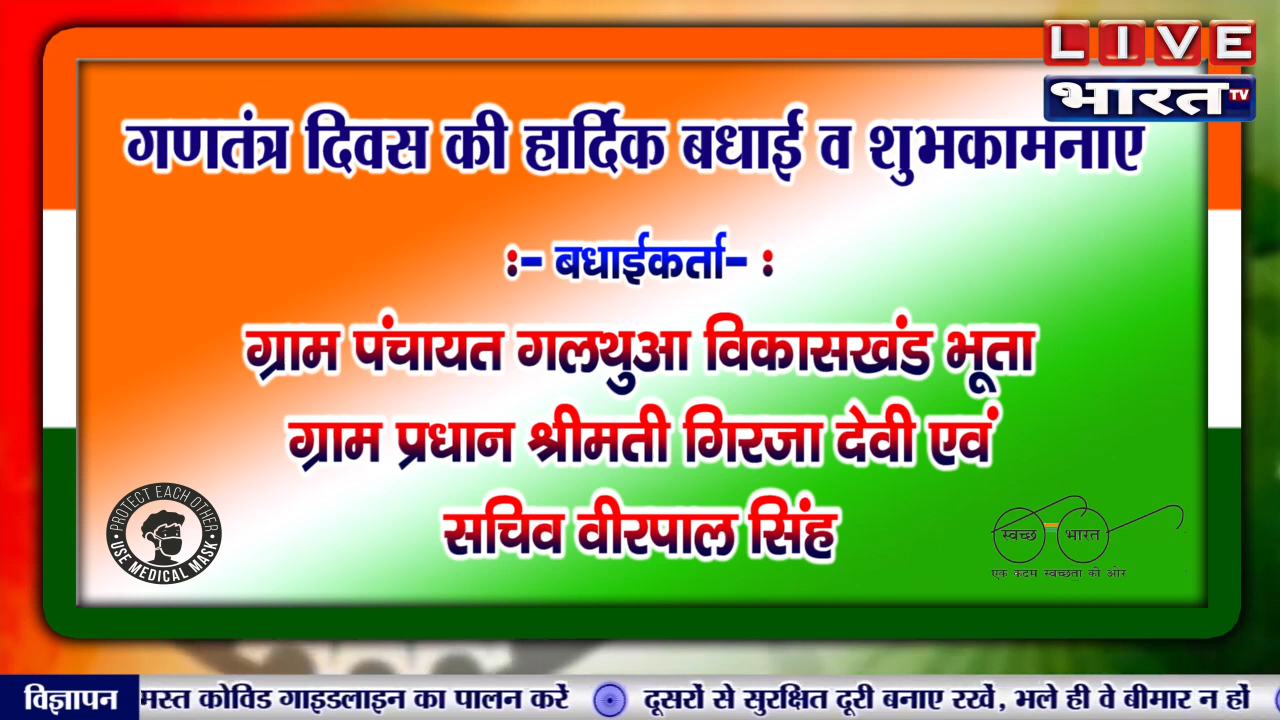 LIVE
भारत TV
गणतंत्र दिवस की हार्दिक बधाई व शुभकामनाए
:- बधाईकर्ता- :
ग्राम पंचायत गलथुआ विकासखंड भूता
ग्राम प्रधान श्रीमती गिरजा देवी एवं
सचिव वीरपाल सिंह
PROTECT EACH OTHER
• USE MEDICAL MASK •
स्वच्छ भारत
एक कदम स्वच्छता की ओर
विज्ञापन मस्त कोविड गाइडलाइन का पालन करें दूसरों से सुरक्षित दूरी बनाए रखें, भले ही वे बीमार न हों